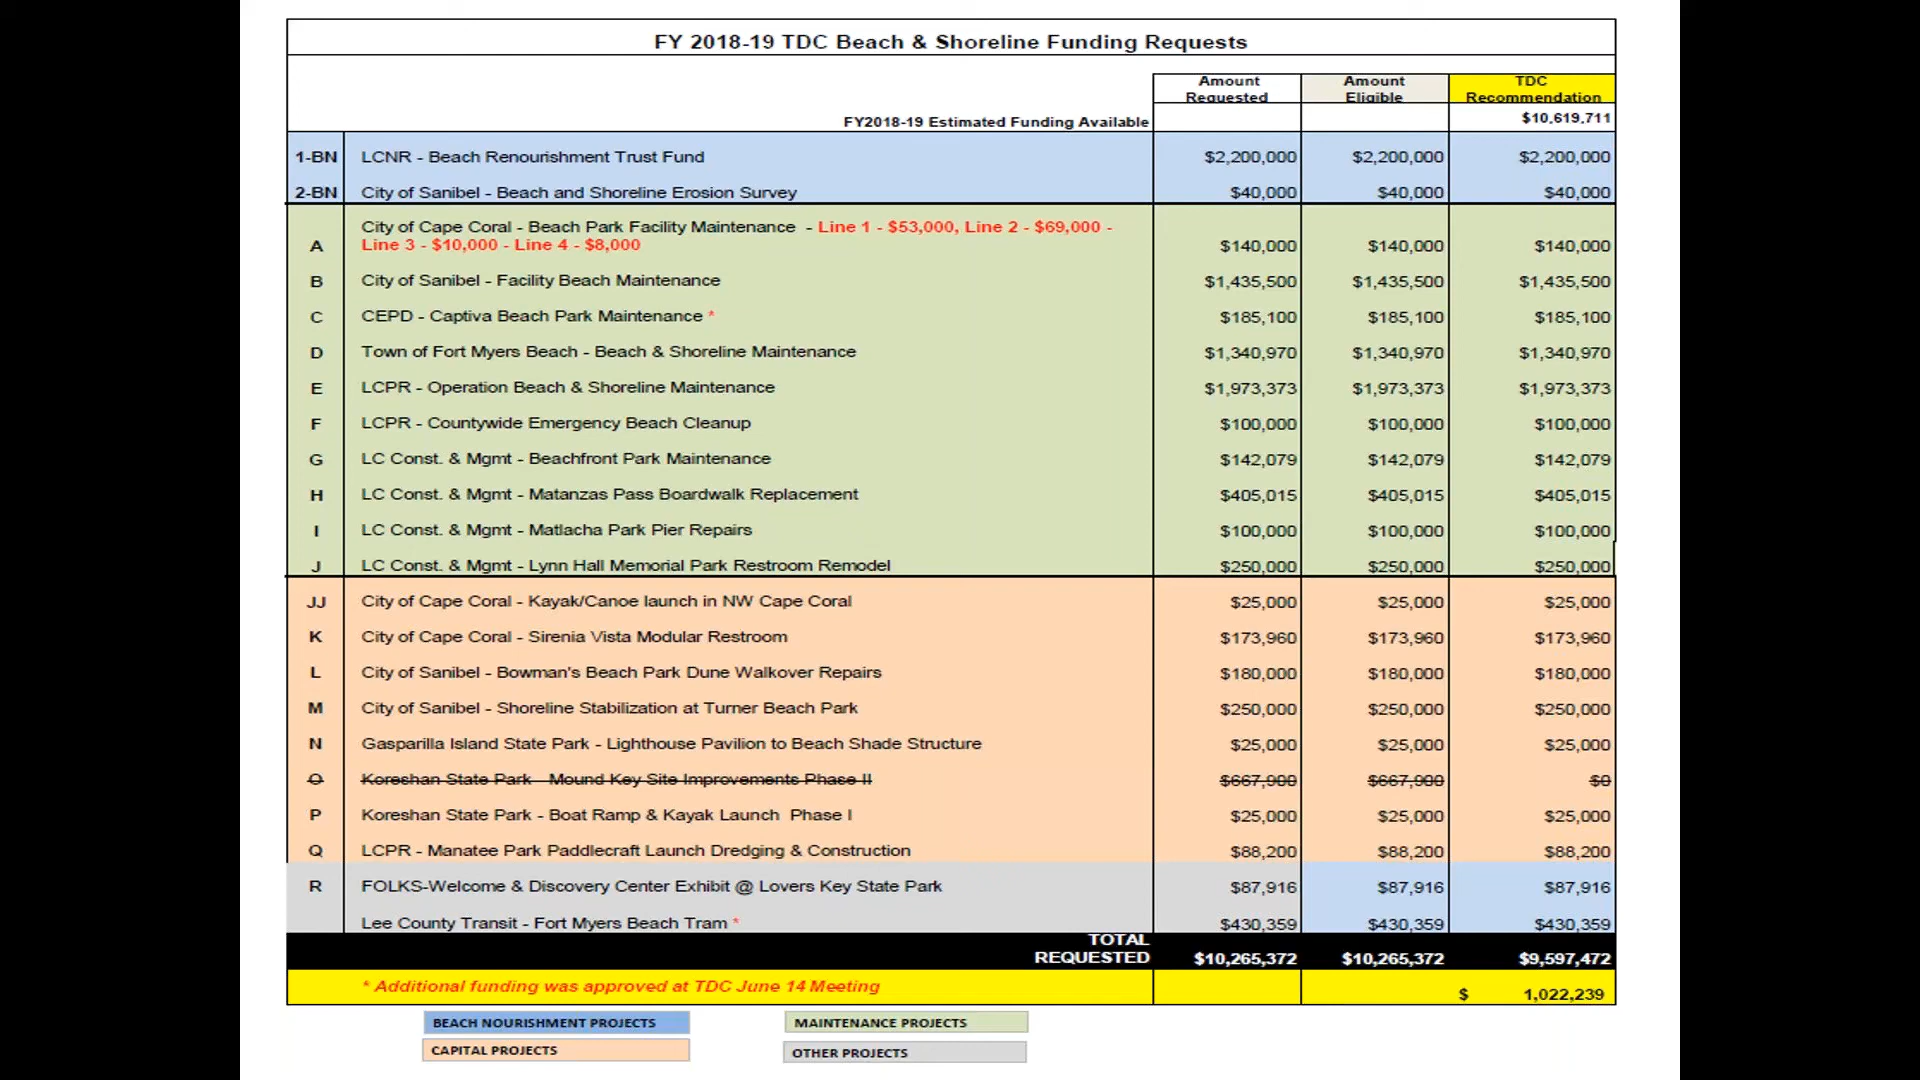 FY 2018-19 TDC Beach & Shoreline Funding Requests
Amount Requested Amount Eligible TDC Recommendation
FY2018-19 Estimated Funding Available $10,619,711
1-BN LCNR - Beach Renourishment Trust Fund $2,200,000 $2,200,000 $2,200,000
2-BN City of Sanibel - Beach and Shoreline Erosion Survey $40,000 $40,000 $40,000
A City of Cape Coral - Beach Park Facility Maintenance - Line 1 - $53,000, Line 2 - $69,000 -
Line 3 - $10,000 - Line 4 - $8,000 $140,000 $140,000 $140,000
B City of Sanibel - Facility Beach Maintenance $1,435,500 $1,435,500 $1,435,500
C CEPD - Captiva Beach Park Maintenance * $185,100 $185,100 $185,100
D Town of Fort Myers Beach - Beach & Shoreline Maintenance $1,340,970 $1,340,970 $1,340,970
E LCPR - Operation Beach & Shoreline Maintenance $1,973,373 $1,973,373 $1,973,373
F LCPR - Countywide Emergency Beach Cleanup $100,000 $100,000 $100,000
G LC Const. & Mgmt - Beachfront Park Maintenance $142,079 $142,079 $142,079
H LC Const. & Mgmt - Matanzas Pass Boardwalk Replacement $405,015 $405,015 $405,015
I LC Const. & Mgmt - Matlacha Park Pier Repairs $100,000 $100,000 $100,000
J LC Const. & Mgmt - Lynn Hall Memorial Park Restroom Remodel $250,000 $250,000 $250,000
JJ City of Cape Coral - Kayak/Canoe launch in NW Cape Coral $25,000 $25,000 $25,000
K City of Cape Coral - Sirenia Vista Modular Restroom $173,960 $173,960 $173,960
L City of Sanibel - Bowman's Beach Park Dune Walkover Repairs $180,000 $180,000 $180,000
M City of Sanibel - Shoreline Stabilization at Turner Beach Park $250,000 $250,000 $250,000
N Gasparilla Island State Park - Lighthouse Pavilion to Beach Shade Structure $25,000 $25,000 $25,000
O Koreshan State Park - Mound Key Site Improvements Phase II $667,900 $667,900 $0
P Koreshan State Park - Boat Ramp & Kayak Launch Phase I $25,000 $25,000 $25,000
Q LCPR - Manatee Park Paddlecraft Launch Dredging & Construction $88,200 $88,200 $88,200
R FOLKS-Welcome & Discovery Center Exhibit @ Lovers Key State Park $87,916 $87,916 $87,916
Lee County Transit - Fort Myers Beach Tram * $430,359 $430,359 $430,359
TOTAL
REQUESTED $10,265,372 $10,265,372 $9,597,472
* Additional funding was approved at TDC June 14 Meeting $ 1,022,239
BEACH NOURISHMENT PROJECTS MAINTENANCE PROJECTS
CAPITAL PROJECTS OTHER PROJECTS